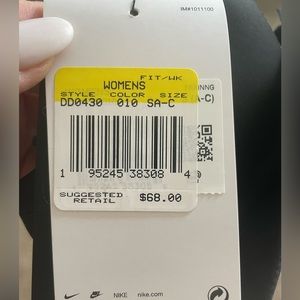 IM#1011100
FIT/WK
WOMENS
STYLE COLOR SIZE
DD0430 010 SA-C
A-C)
1 95245 38308 4
SUGGESTED
RETAIL $68.00
NIKE nike.com